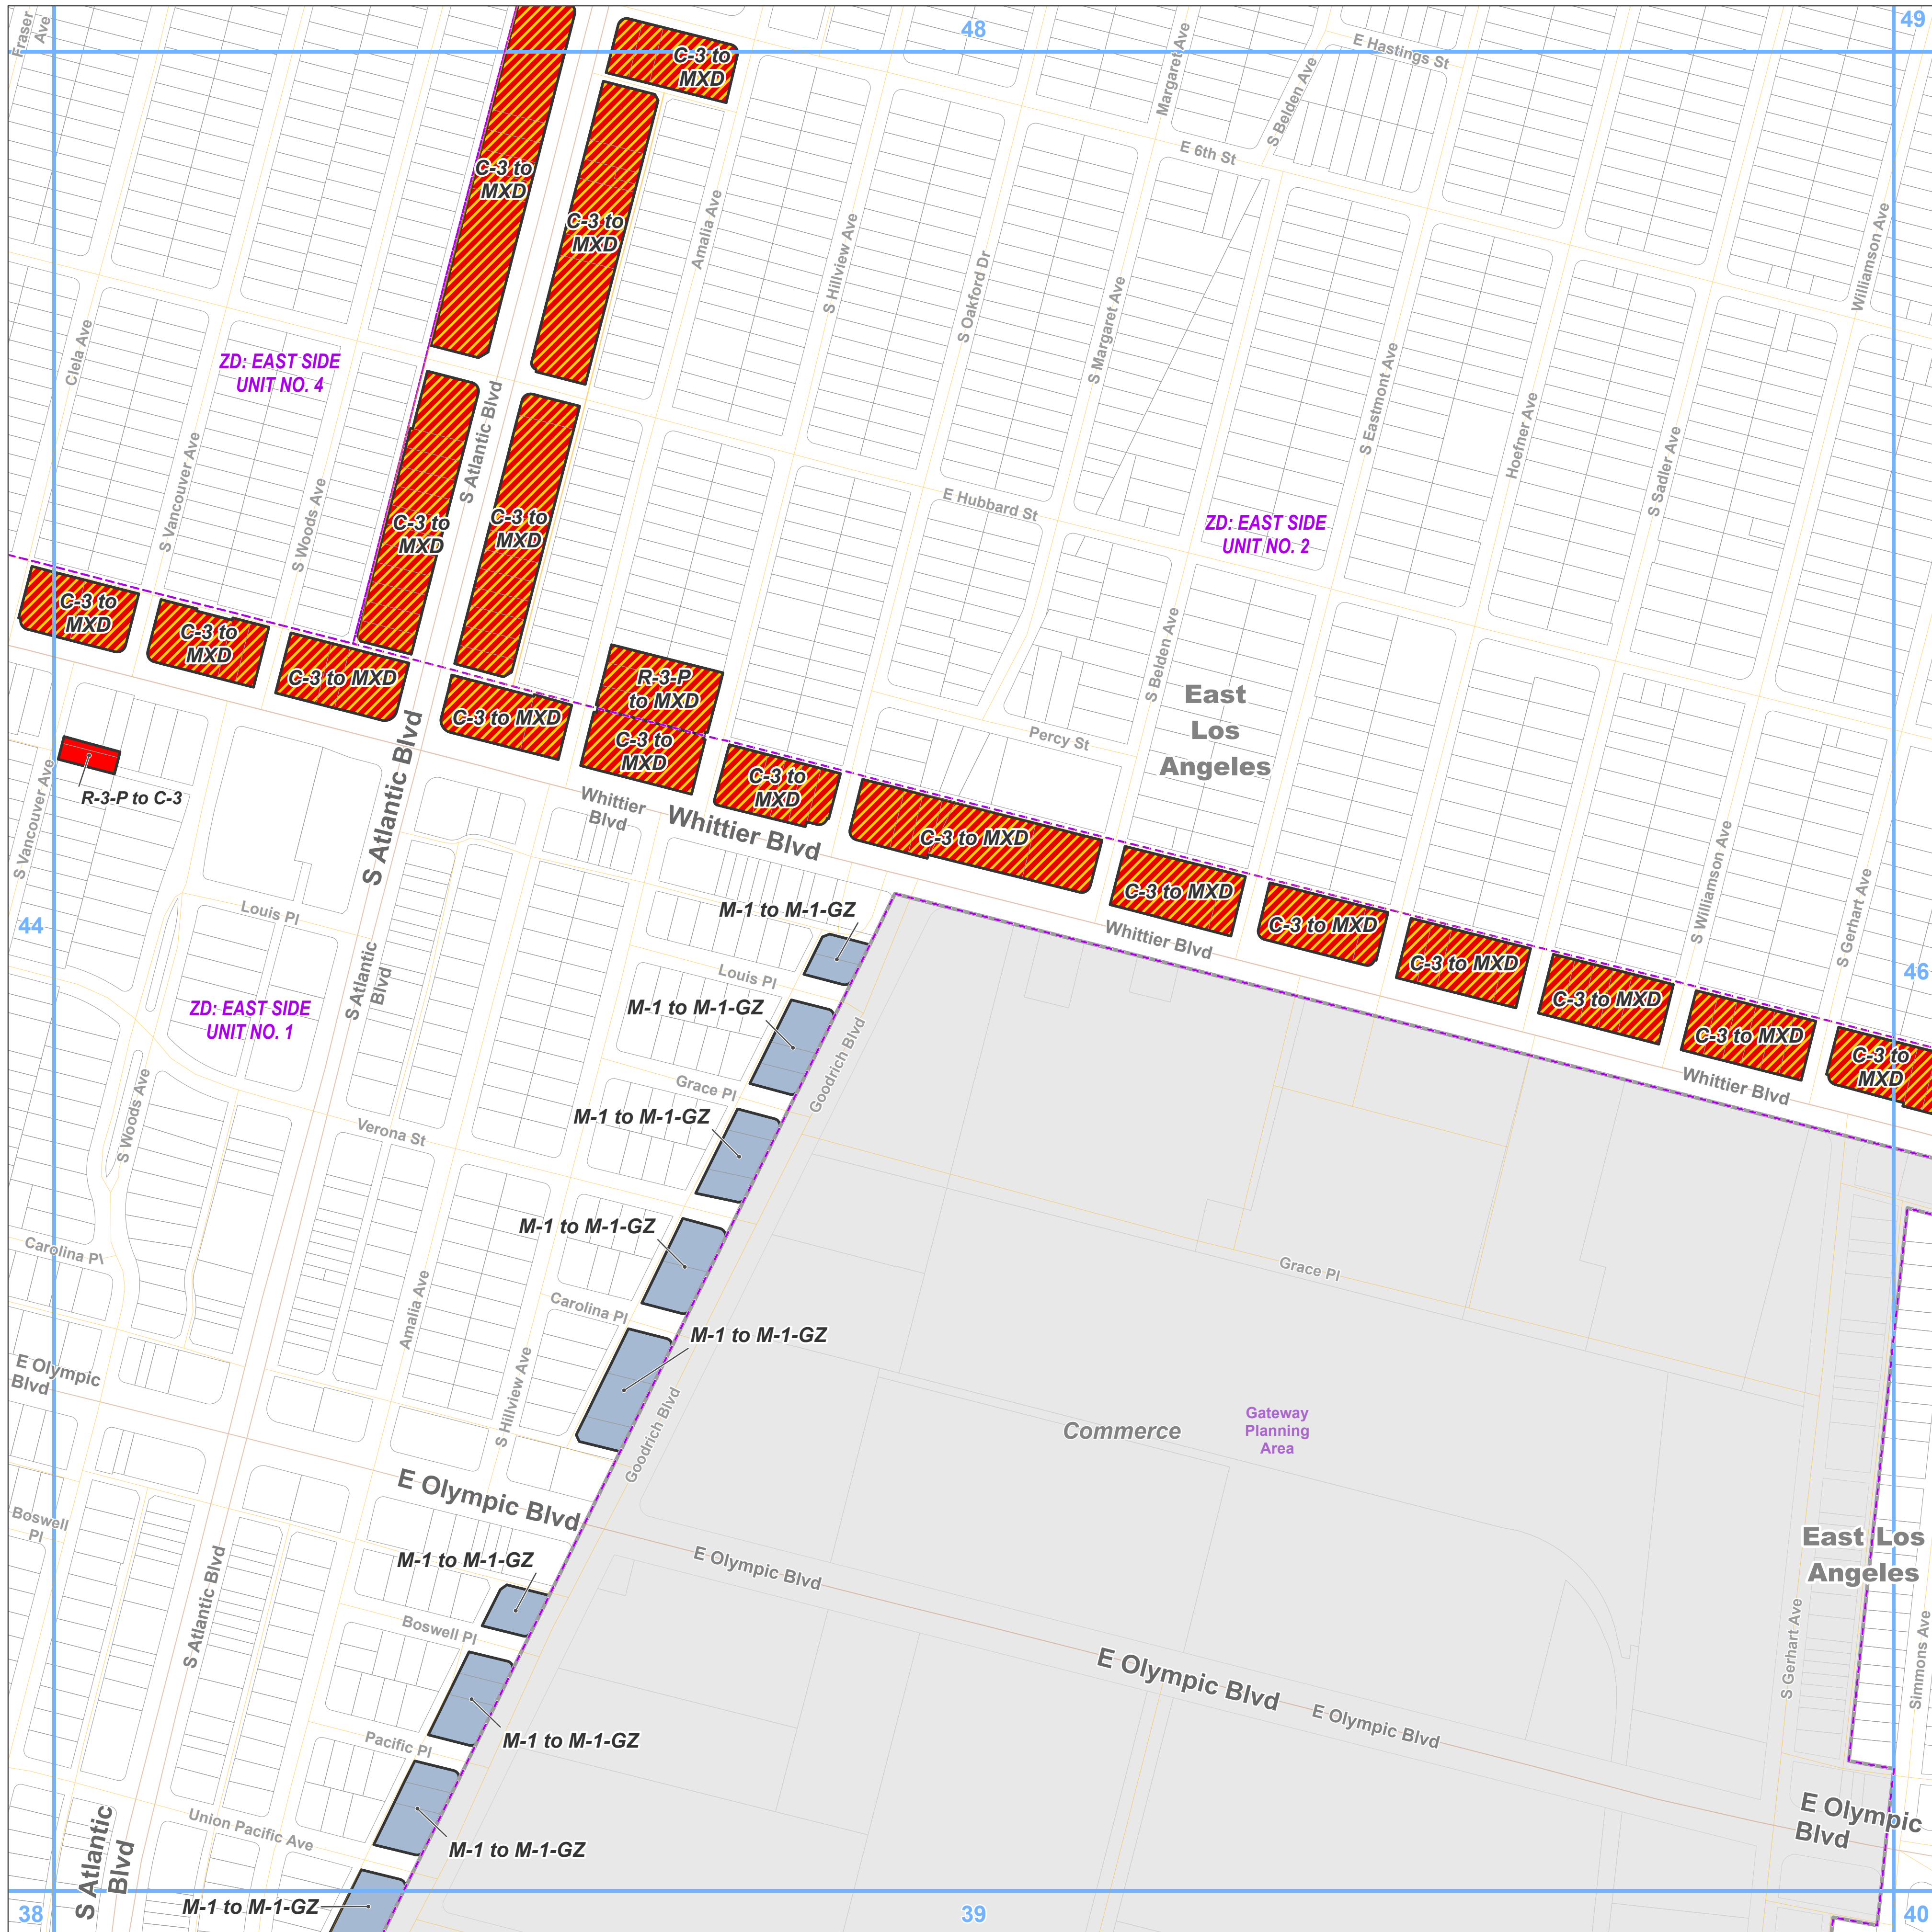 Fraser
Ave
48
49
C-3 to
MXD
Margaret Ave
S Belden Ave
E Hastings St
E 6th St
C-3 to
MXD
C-3 to
MXD
Amalia Ave
S Hillview Ave
S Oakford Dr
S Margaret Ave
Williamson Ave
Clela Ave
ZD: EAST SIDE
UNIT NO. 4
S Vancouver Ave
S Woods Ave
S Atlantic Blvd
C-3 to
MXD
C-3 to
MXD
E Hubbard St
S Eastmont Ave
Hoefner Ave
S Sadler Ave
ZD: EAST SIDE
UNIT NO. 2
C-3 to
MXD
C-3 to
MXD
C-3 to MXD
C-3 to MXD
R-3-P
to MXD
C-3 to
MXD
C-3 to
MXD
C-3 to MXD
S Belden Ave
Percy St
East
Los
Angeles
R-3-P to C-3
S Vancouver Ave
S Atlantic Blvd
Whittier
Blvd
Whittier Blvd
C-3 to MXD
C-3 to MXD
C-3 to MXD
C-3 to MXD
C-3 to MXD
C-3 to
MXD
S Williamson Ave
S Gerhart Ave
Whittier Blvd
Whittier Blvd
44
46
Louis Pl
S Atlantic
Blvd
ZD: EAST SIDE
UNIT NO. 1
M-1 to M-1-GZ
Louis Pl
M-1 to M-1-GZ
Goodrich Blvd
Grace Pl
M-1 to M-1-GZ
S Woods Ave
Verona St
M-1 to M-1-GZ
Carolina Pl
Carolina Pl
Amalia Ave
Grace Pl
M-1 to M-1-GZ
E Olympic
Blvd
S Hillview Ave
Goodrich Blvd
Commerce
Gateway
Planning
Area
E Olympic Blvd
Boswell
Pl
East Los
Angeles
M-1 to M-1-GZ
E Olympic Blvd
S Atlantic Blvd
Boswell Pl
E Olympic Blvd
E Olympic Blvd
S Gerhart Ave
Simmons Ave
Pacific Pl
M-1 to M-1-GZ
Union Pacific Ave
M-1 to M-1-GZ
S Atlantic
Blvd
E Olympic
Blvd
M-1 to M-1-GZ
38
39
40